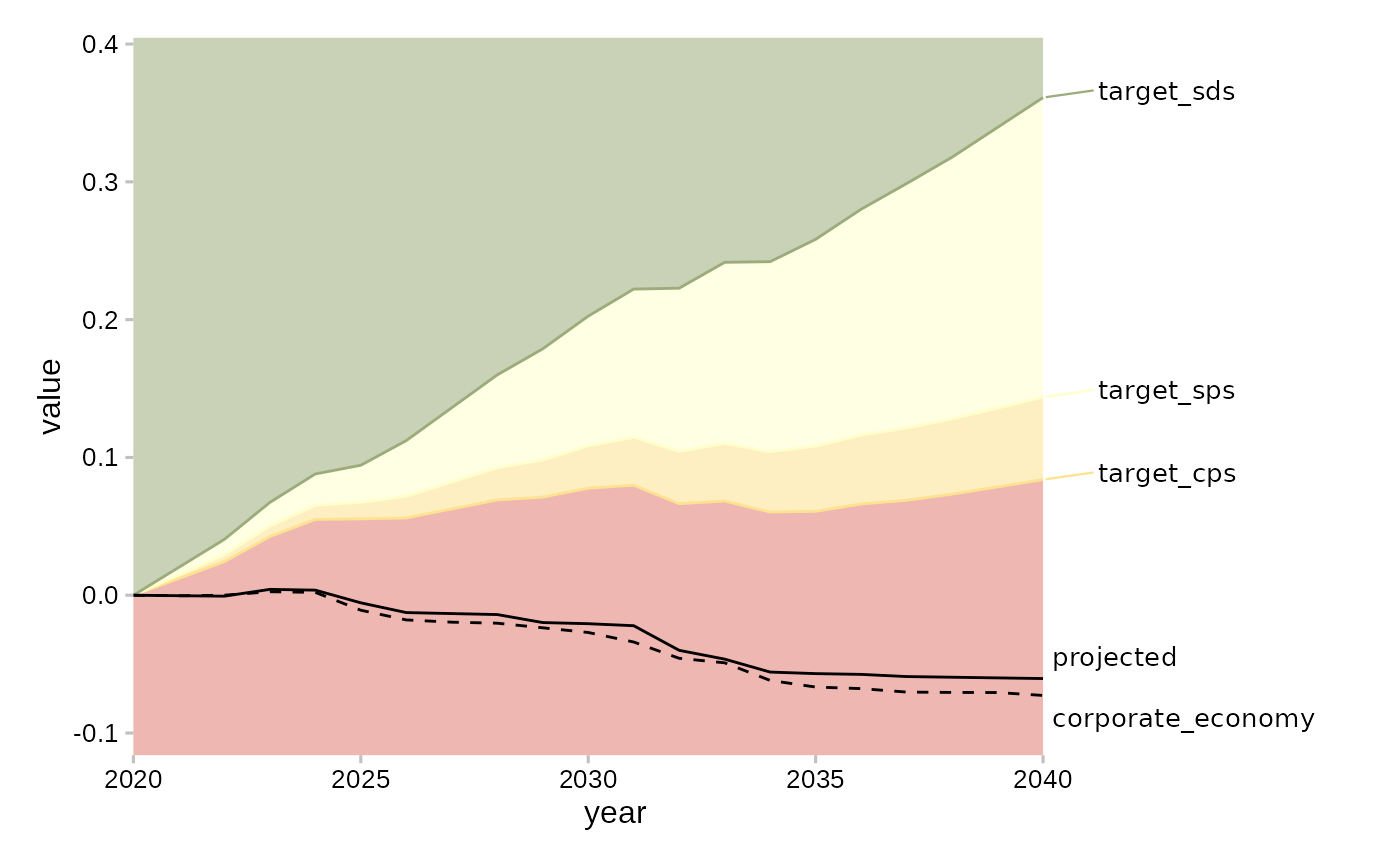 0.4
0.3
0.2
0.1
0.0
-0.1
value
2020
2025
2030
2035
2040
year
target_sds
target_sps
target_cps
projected
corporate_economy